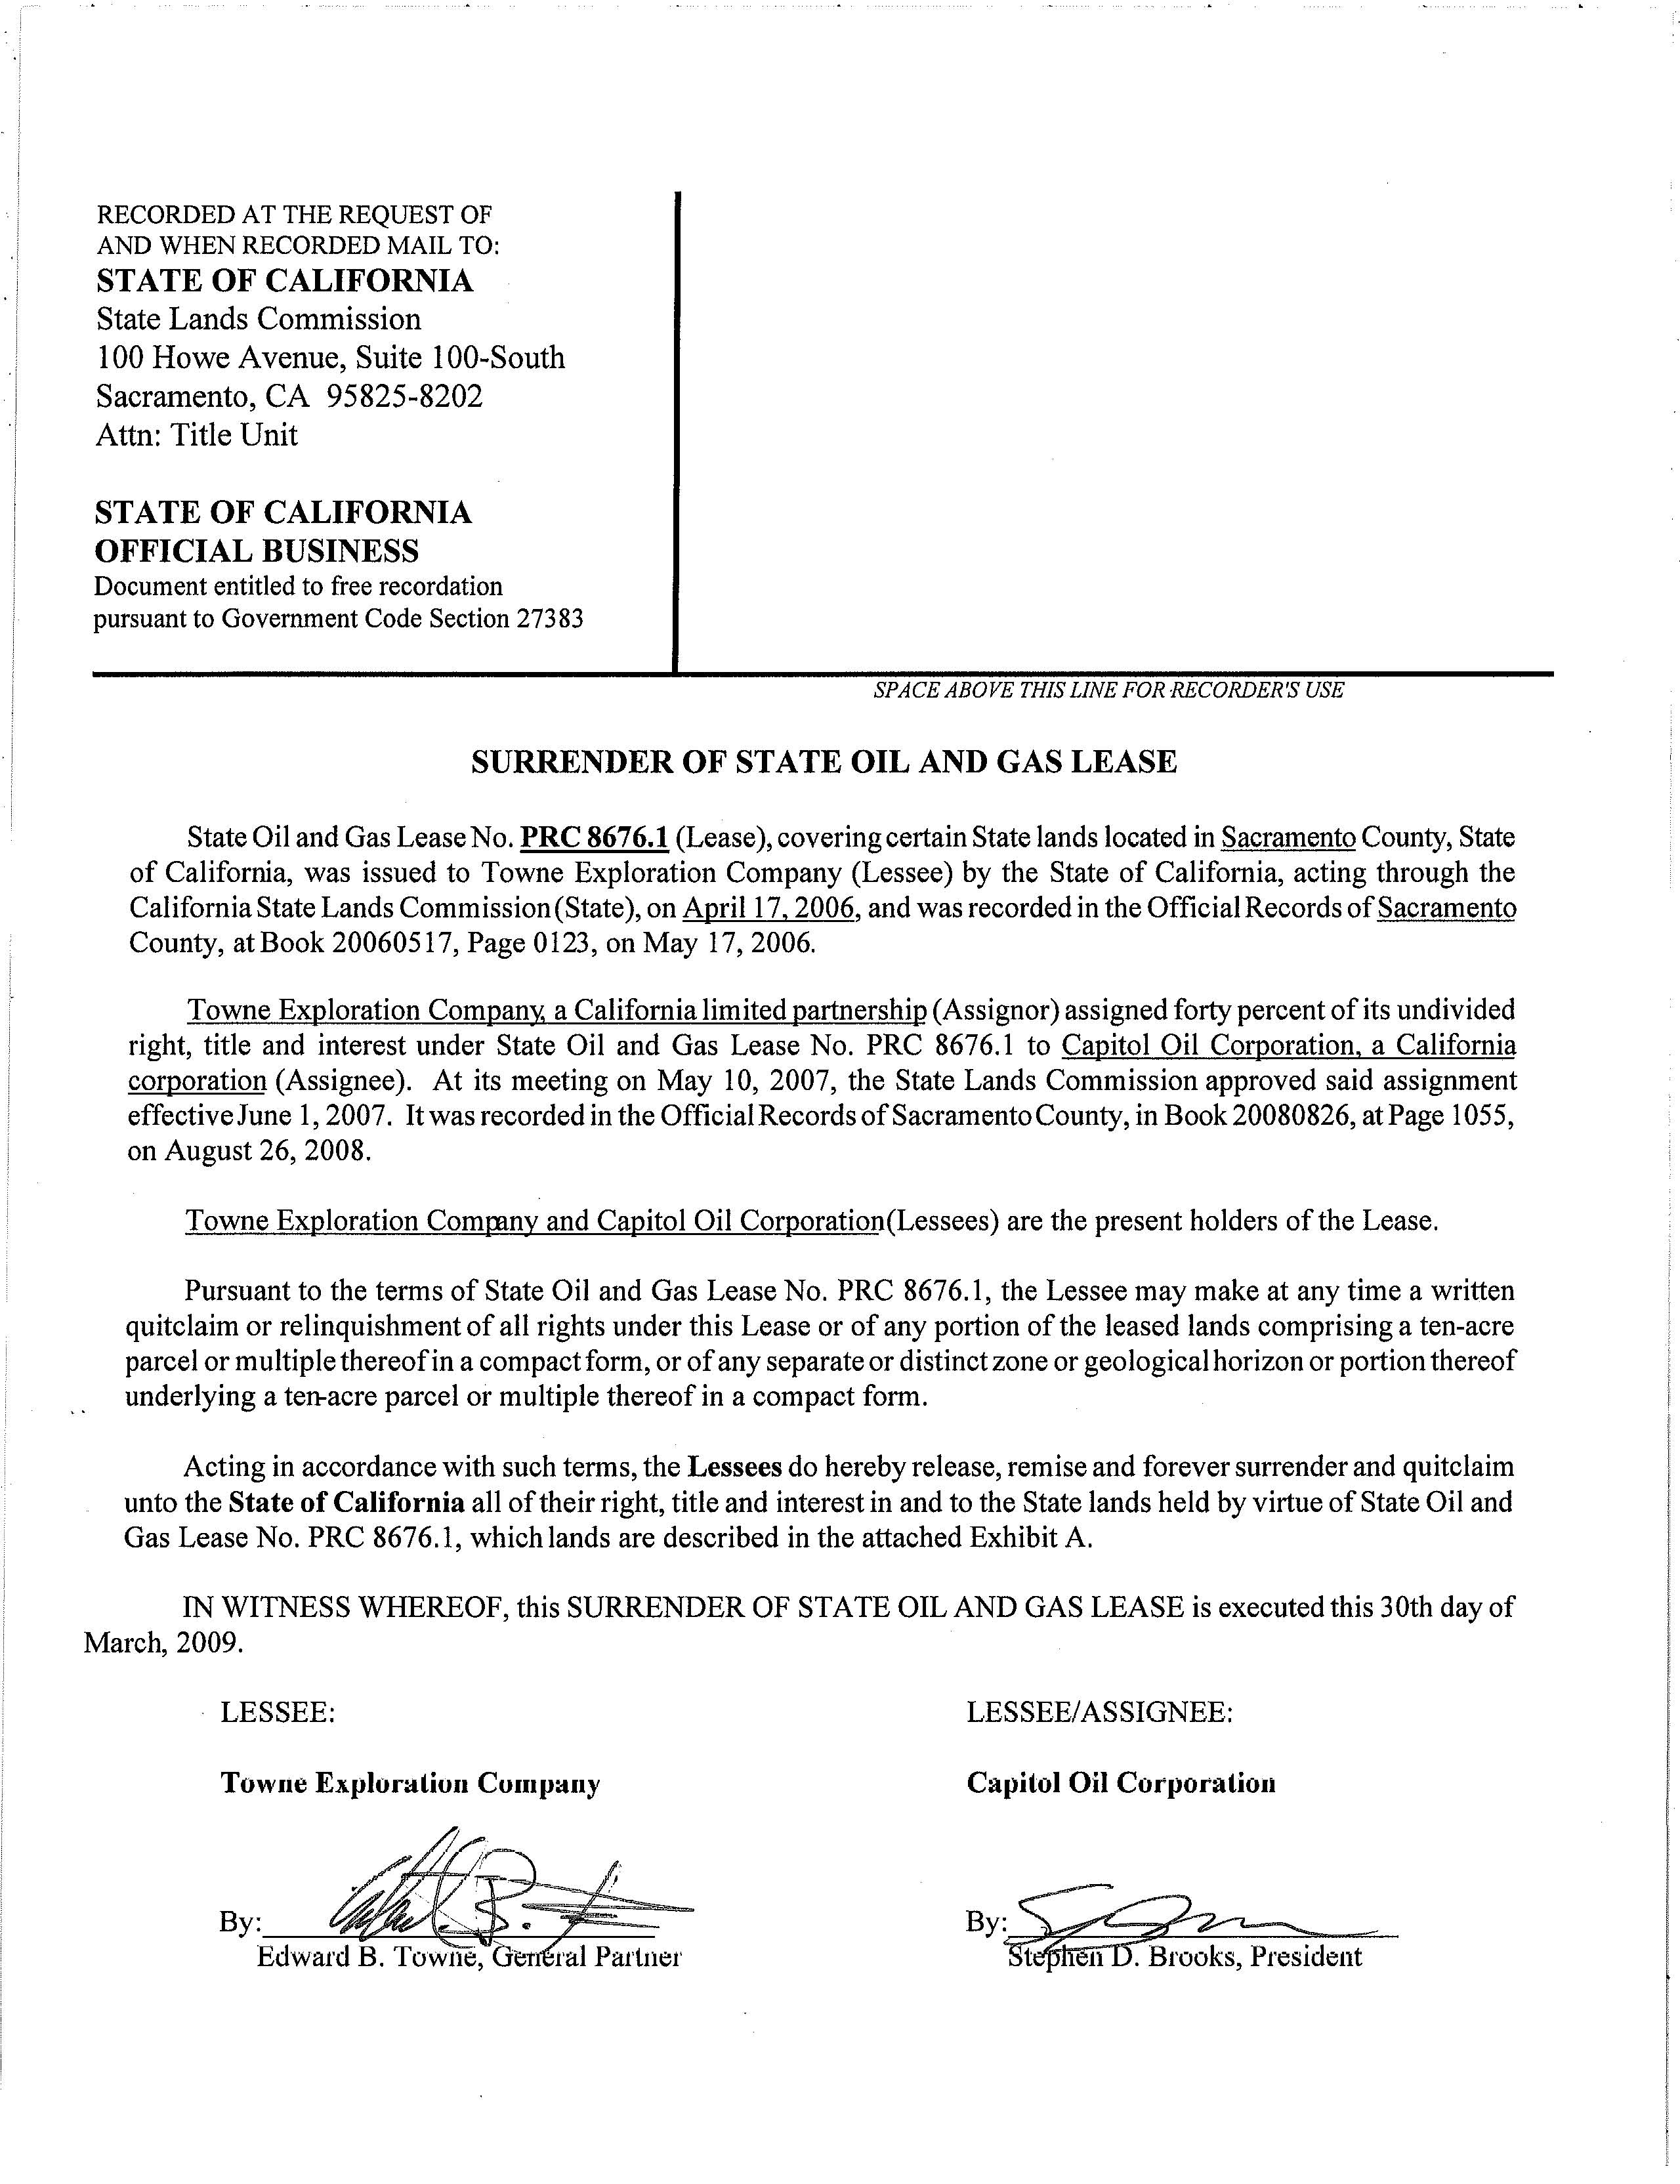 RECORDED AT THE REQUEST OF
AND WHEN RECORDED MAIL TO:
STATE OF CALIFORNIA
State Lands Commission
100 Howe Avenue, Suite 100-South
Sacramento, CA 95825-8202
Attn: Title Unit
STATE OF CALIFORNIA
OFFICIAL BUSINESS
Document entitled to free recordation
pursuant to Government Code Section 27383
SPACE ABOVE THIS LINE FOR RECORDER'S USE
SURRENDER OF STATE OIL AND GAS LEASE
State Oil and Gas Lease No. PRC 8676.1 (Lease), covering certain State lands located in Sacramento County, State
of California, was issued to Towne Exploration Company (Lessee) by the State of California, acting through the
California State Lands Commission (State), on April 17, 2006, and was recorded in the Official Records of Sacramento
County, at Book 20060517, Page 0123, on May 17, 2006.
Towne Exploration Company, a California limited partnership (Assignor) assigned forty percent of its undivided
right, title and interest under State Oil and Gas Lease No. PRC 8676.1 to Capitol Oil Corporation, a California
corporation (Assignee). At its meeting on May 10, 2007, the State Lands Commission approved said assignment
effective June 1, 2007. It was recorded in the Official Records of Sacramento County, in Book 20080826, at Page 1055,
on August 26, 2008.
Towne Exploration Company and Capitol Oil Corporation(Lessees) are the present holders of the Lease.
Pursuant to the terms of State Oil and Gas Lease No. PRC 8676.1, the Lessee may make at any time a written
quitclaim or relinquishment of all rights under this Lease or of any portion of the leased lands comprising a ten-acre
parcel or multiple thereof in a compact form, or of any separate or distinct zone or geological horizon or portion thereof
underlying a ten-acre parcel or multiple thereof in a compact form.
Acting in accordance with such terms, the Lessees do hereby release, remise and forever surrender and quitclaim
unto the State of California all of their right, title and interest in and to the State lands held by virtue of State Oil and
Gas Lease No. PRC 8676.1, which lands are described in the attached Exhibit A.
IN WITNESS WHEREOF, this SURRENDER OF STATE OIL AND GAS LEASE is executed this 30th day of
March, 2009.
LESSEE:
LESSEE/ASSIGNEE:
Towne Exploration Company
Capitol Oil Corporation
By:
By:
Edward B. Towne, General Partner
Stephen D. Brooks, President